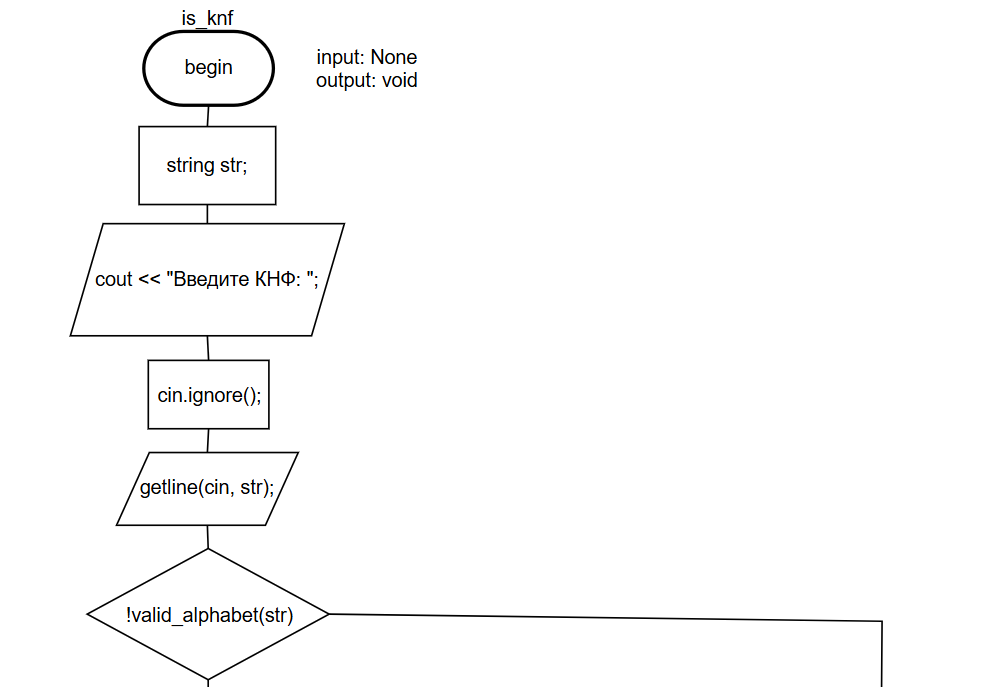 is_knf
begin
input: None
output: void
string str;
cout << "Введите КНФ: ";
cin.ignore();
getline(cin, str);
!valid_alphabet(str)